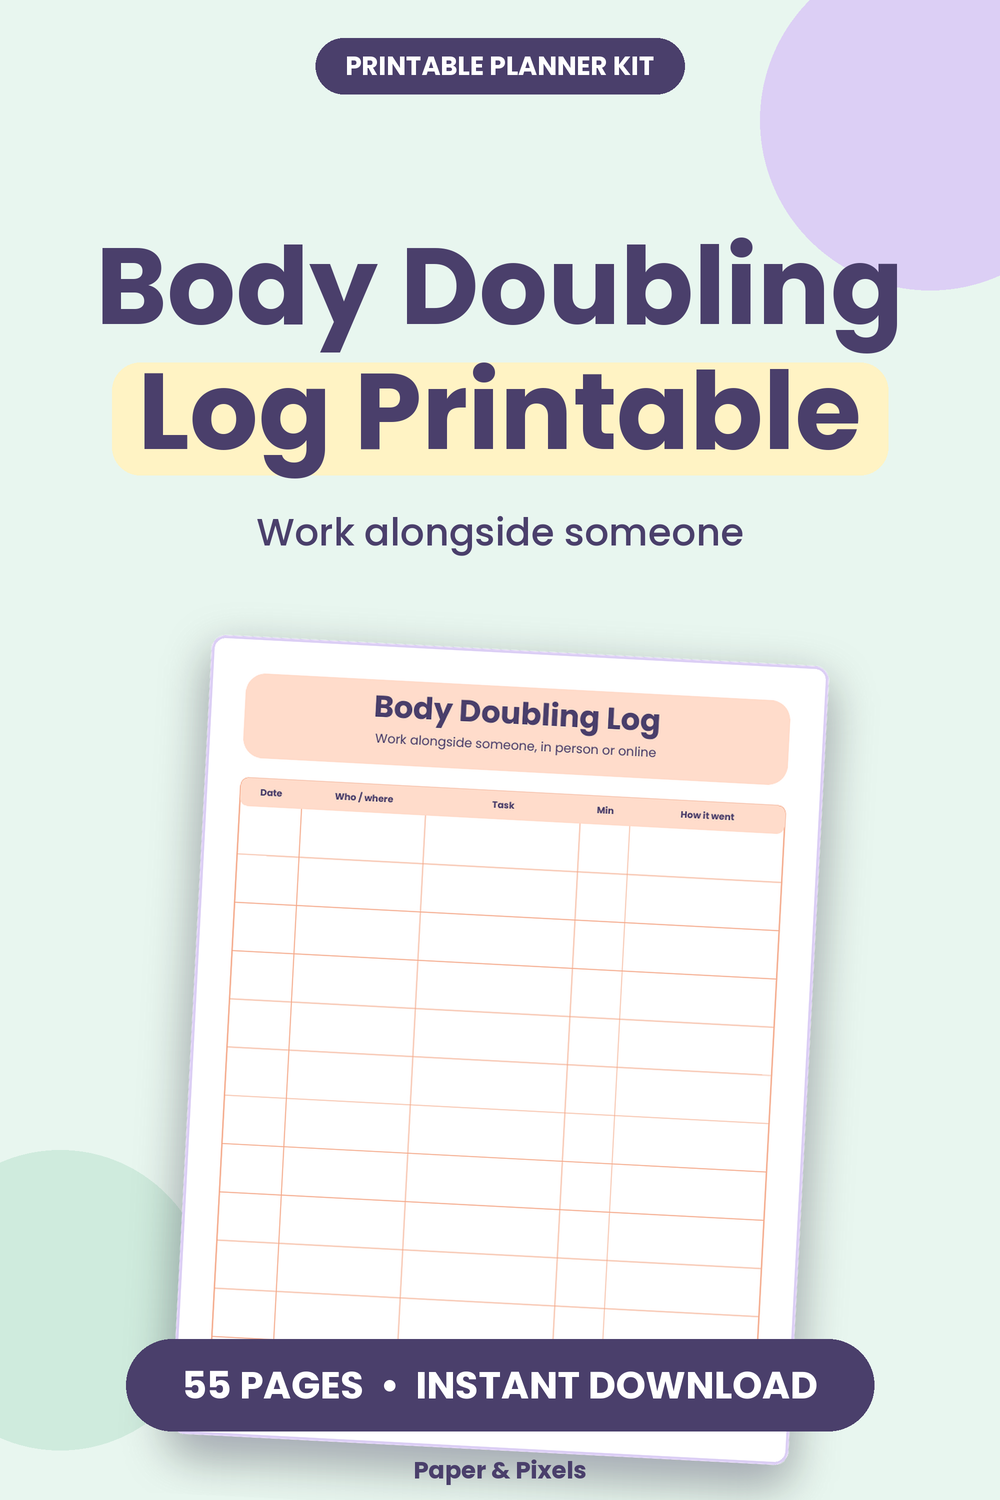 PRINTABLE PLANNER KIT
Body Doubling
Log Printable
Work alongside someone
Body Doubling Log
Work alongside someone, in person or online
Date Who / where Task Min How it went
55 PAGES • INSTANT DOWNLOAD
Paper & Pixels